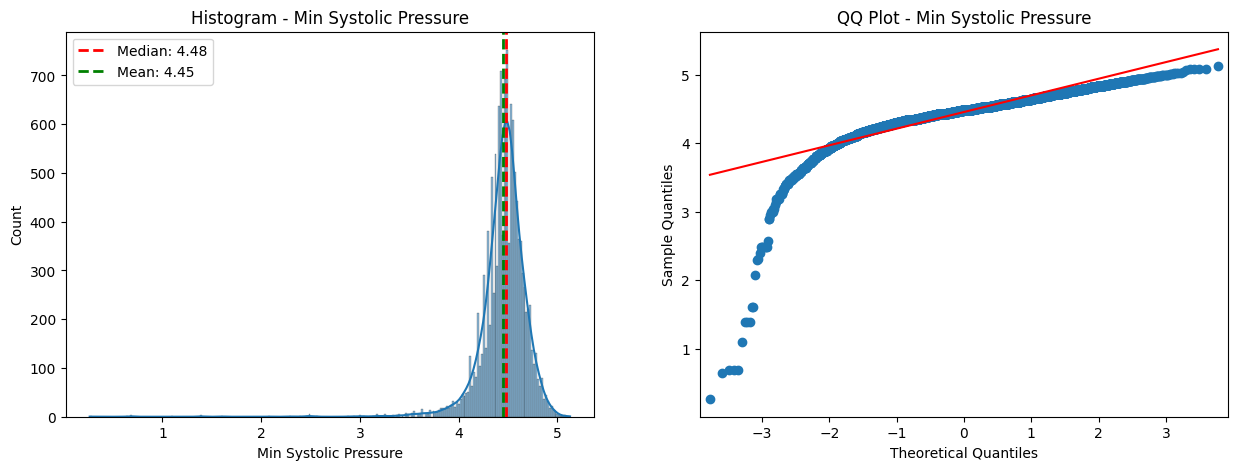 Histogram - Min Systolic Pressure
Median: 4.48
Mean: 4.45
700
600
500
400
300
200
100
0
Count
1 2 3 4 5
Min Systolic Pressure
QQ Plot - Min Systolic Pressure
5
4
3
2
1
Sample Quantiles
−3 −2 −1 0 1 2 3
Theoretical Quantiles